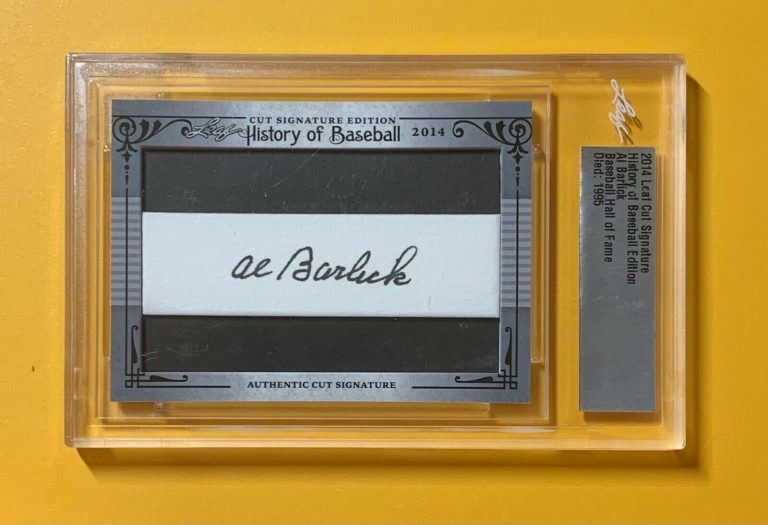 CUT SIGNATURE EDITION
Leaf History of Baseball 2014
al Barlick
AUTHENTIC CUT SIGNATURE
Leaf
2014 Leaf Cut Signature
History of Baseball Edition
Al Barlick
Baseball Hall of Fame
Died: 1995